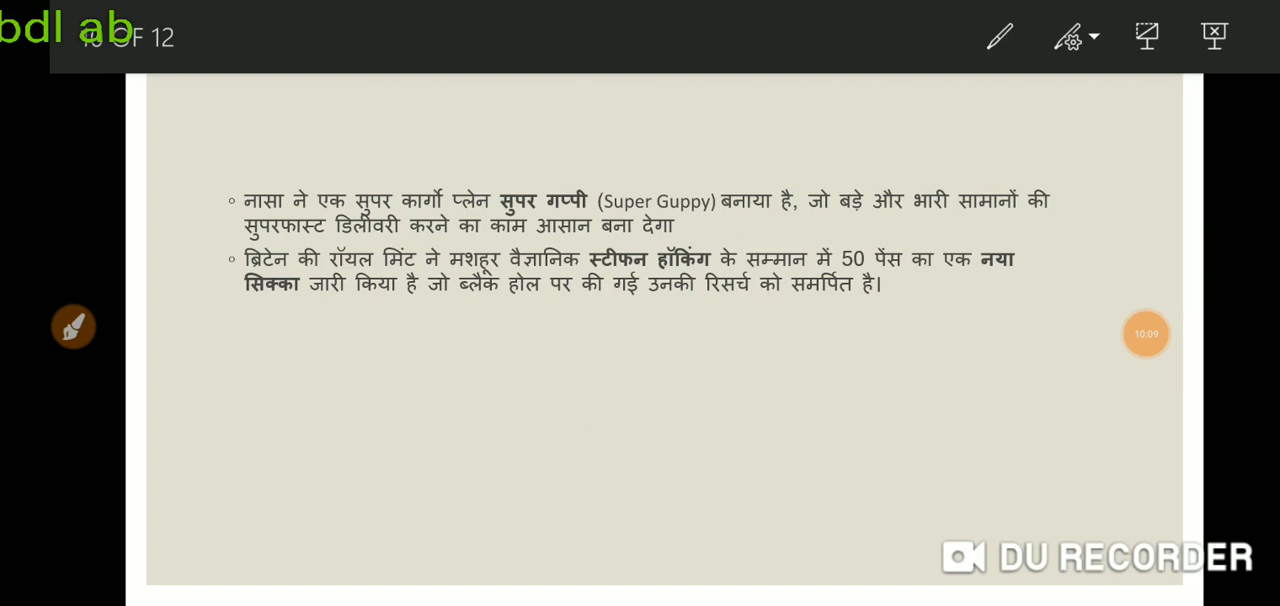 bdl ab
10 OF 12
◦ नासा ने एक सुपर कार्गो प्लेन सुपर गप्पी (Super Guppy) बनाया है, जो बड़े और भारी सामानों की
सुपरफास्ट डिलीवरी करने का काम आसान बना देगा
◦ ब्रिटेन की रॉयल मिंट ने मशहूर वैज्ञानिक स्टीफन हॉकिंग के सम्मान में 50 पेंस का एक नया
सिक्का जारी किया है जो ब्लैक होल पर की गई उनकी रिसर्च को समर्पित है।
10:09
DU RECORDER